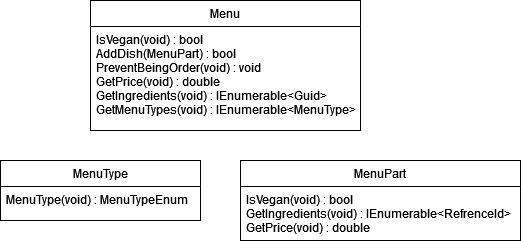 Menu
IsVegan(void) : bool
AddDish(MenuPart) : bool
PreventBeingOrder(void) : void
GetPrice(void) : double
GetIngredients(void) : IEnumerable<Guid>
GetMenuTypes(void) : IEnumerable<MenuType>
MenuType
MenuType(void) : MenuTypeEnum
MenuPart
IsVegan(void) : bool
GetIngredients(void) : IEnumerable<RefrenceId>
GetPrice(void) : double